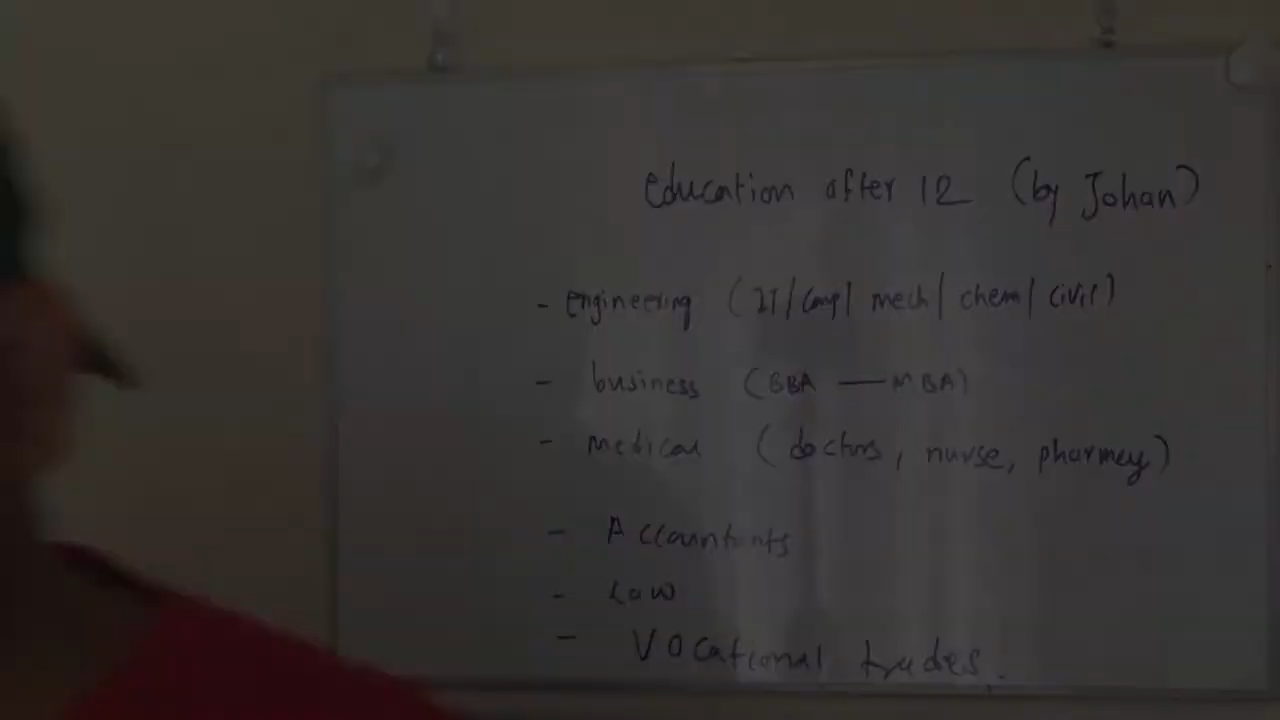 education after 12 (by Johan)
- engineering (IT/comp/ mech/ chem/ civil)
- business (BBA — MBA)
- medical (doctors, nurse, pharmcy)
- Accountants
- Law
- Vocational trades.